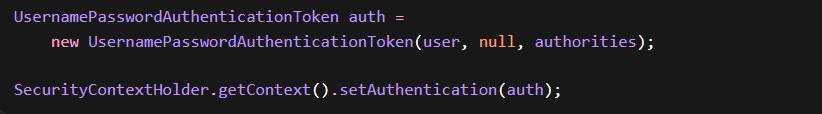 UsernamePasswordAuthenticationToken auth =
    new UsernamePasswordAuthenticationToken(user, null, authorities);
SecurityContextHolder.getContext().setAuthentication(auth);